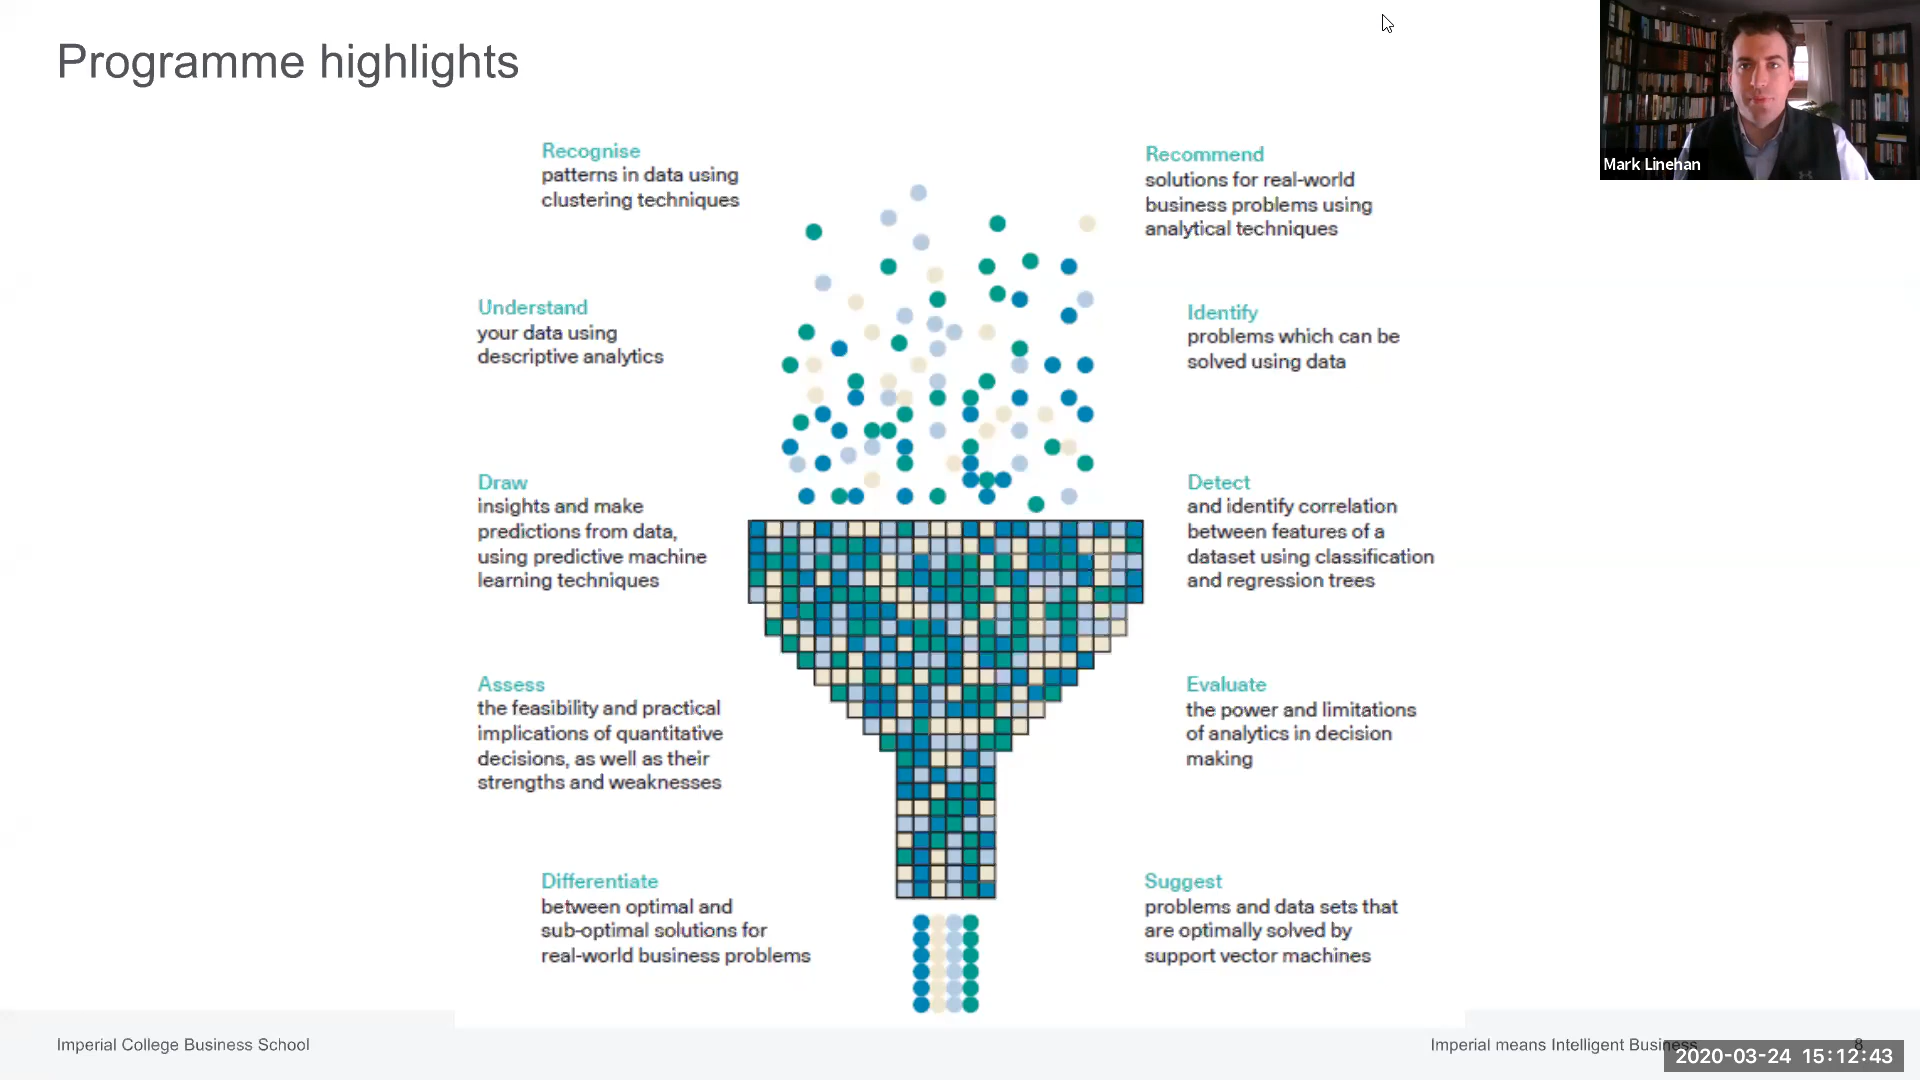 Programme highlights
Mark Linehan
Recognise
patterns in data using
clustering techniques
Recommend
solutions for real-world
business problems using
analytical techniques
Understand
your data using
descriptive analytics
Identify
problems which can be
solved using data
Draw
insights and make
predictions from data,
using predictive machine
learning techniques
Detect
and identify correlation
between features of a
dataset using classification
and regression trees
Assess
the feasibility and practical
implications of quantitative
decisions, as well as their
strengths and weaknesses
Evaluate
the power and limitations
of analytics in decision
making
Differentiate
between optimal and
sub-optimal solutions for
real-world business problems
Suggest
problems and data sets that
are optimally solved by
support vector machines
Imperial College Business School
Imperial means Intelligent Business
8
2020-03-24 15:12:43